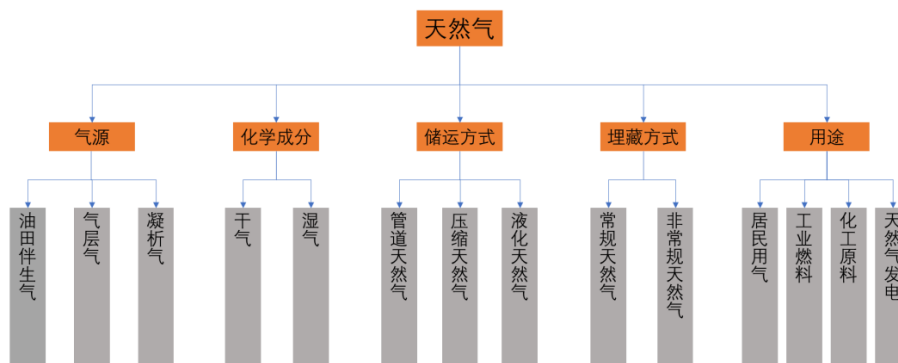 天然气
气源
化学成分
储运方式
埋藏方式
用途
油田伴生气
气层气
凝析气
干气
湿气
管道天然气
压缩天然气
液化天然气
常规天然气
非常规天然气
居民用气
工业燃料
化工原料
天然气发电